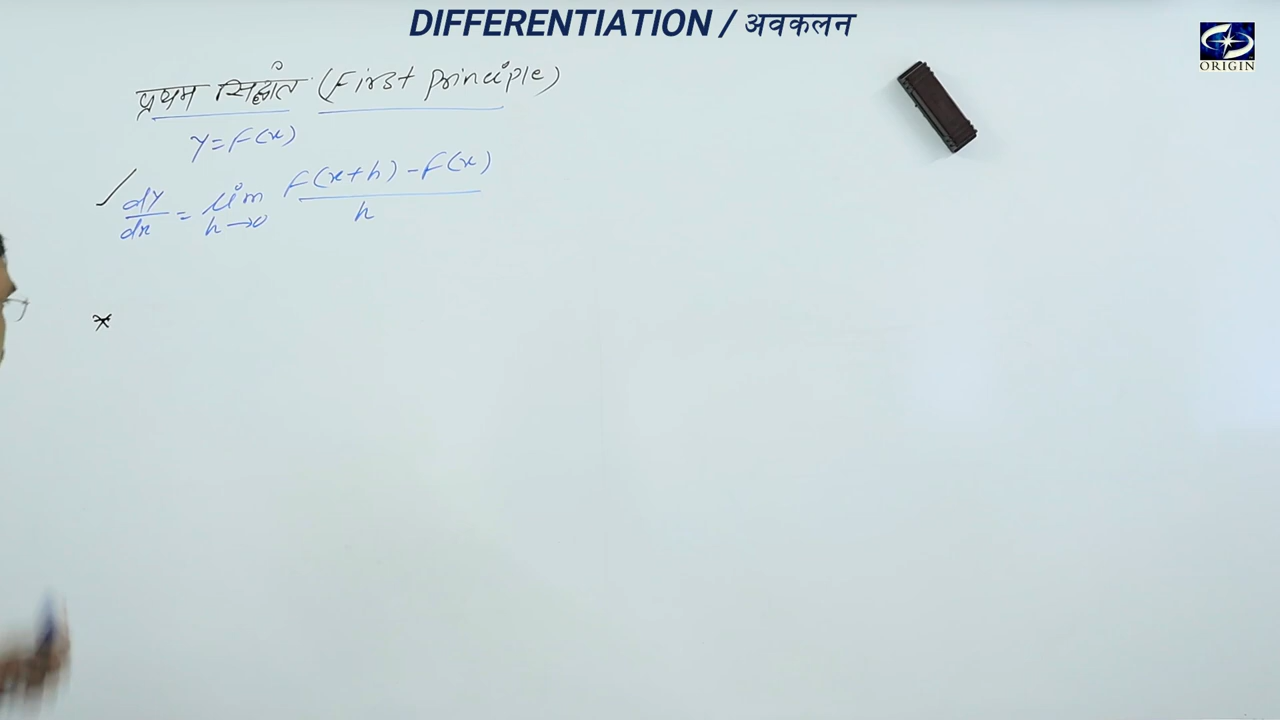 DIFFERENTIATION / अवकलन
ORIGIN
प्रथम सिद्धांत (First principle)
y=f(x)
dy/dx = lim h→0 f(x+h)-f(x)/h
*